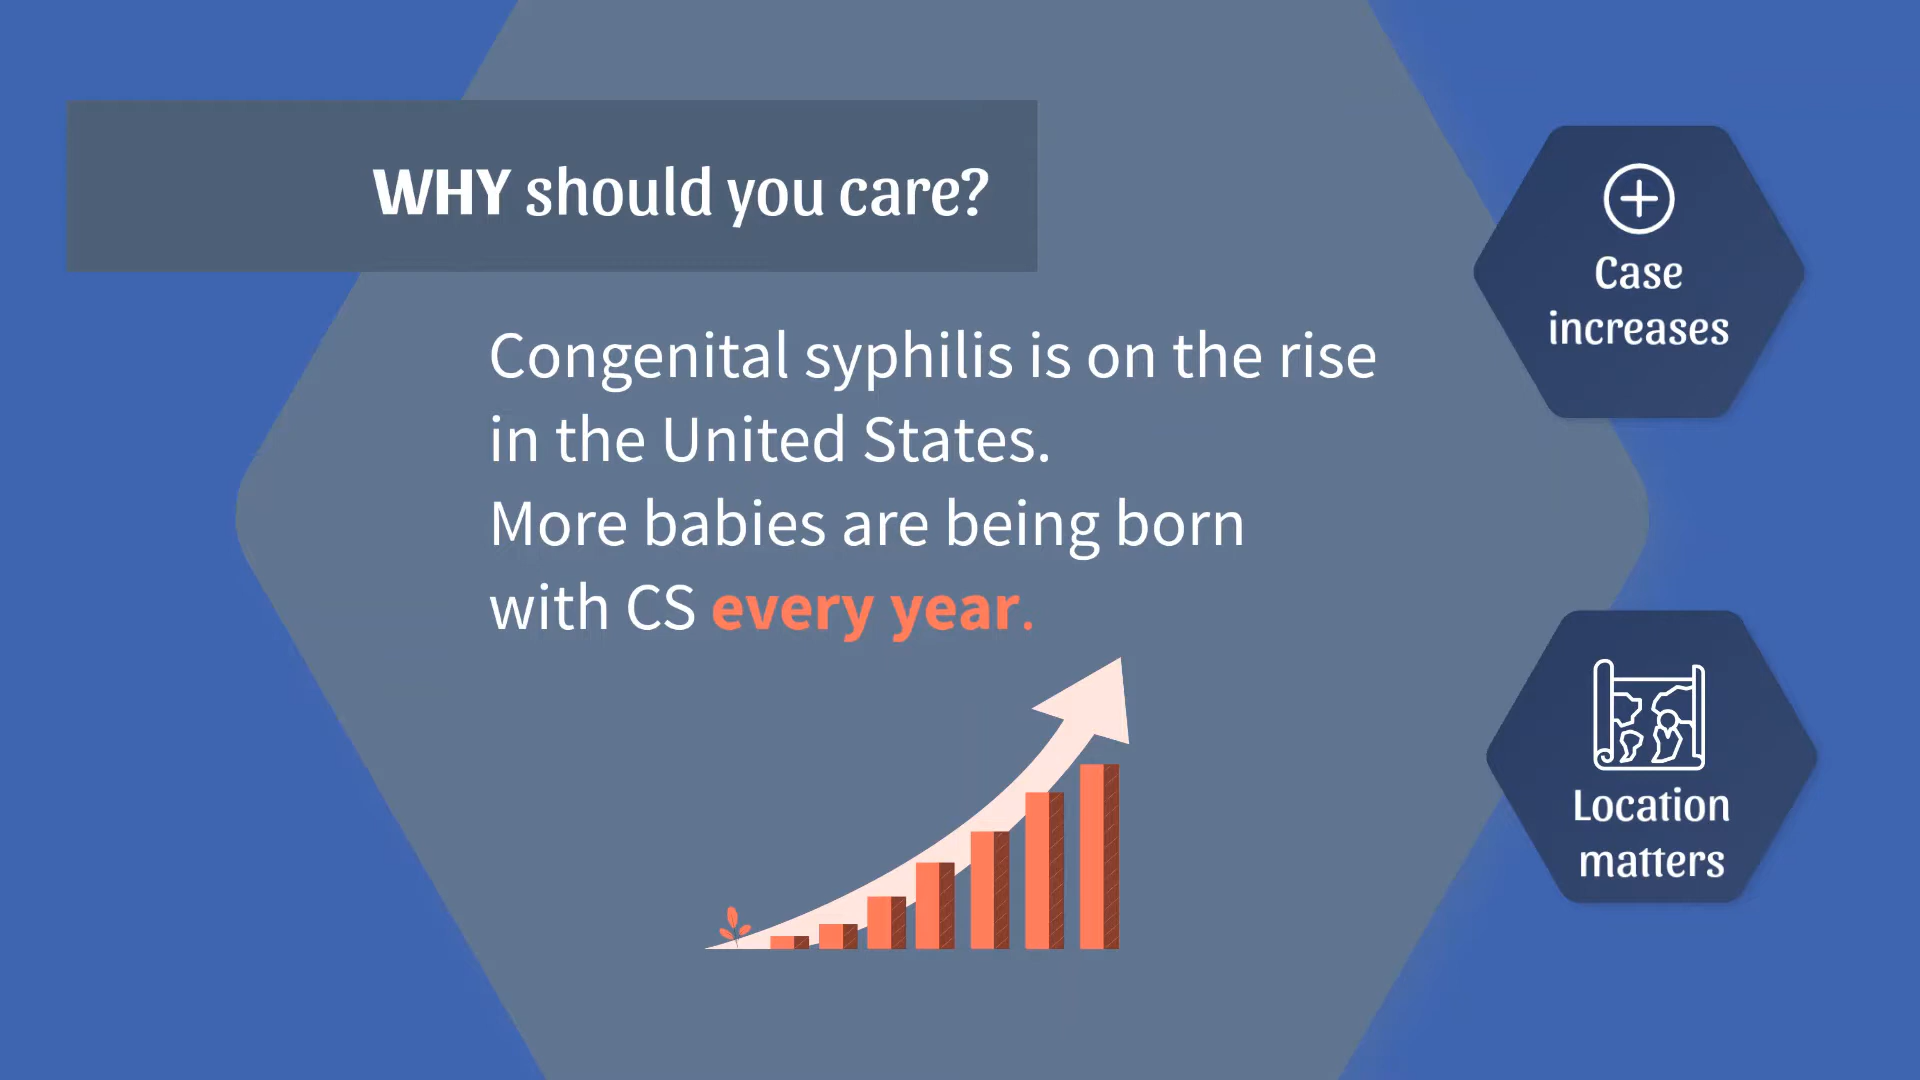 WHY should you care?
Congenital syphilis is on the rise
in the United States.
More babies are being born
with CS every year.
Case
increases
Location
matters